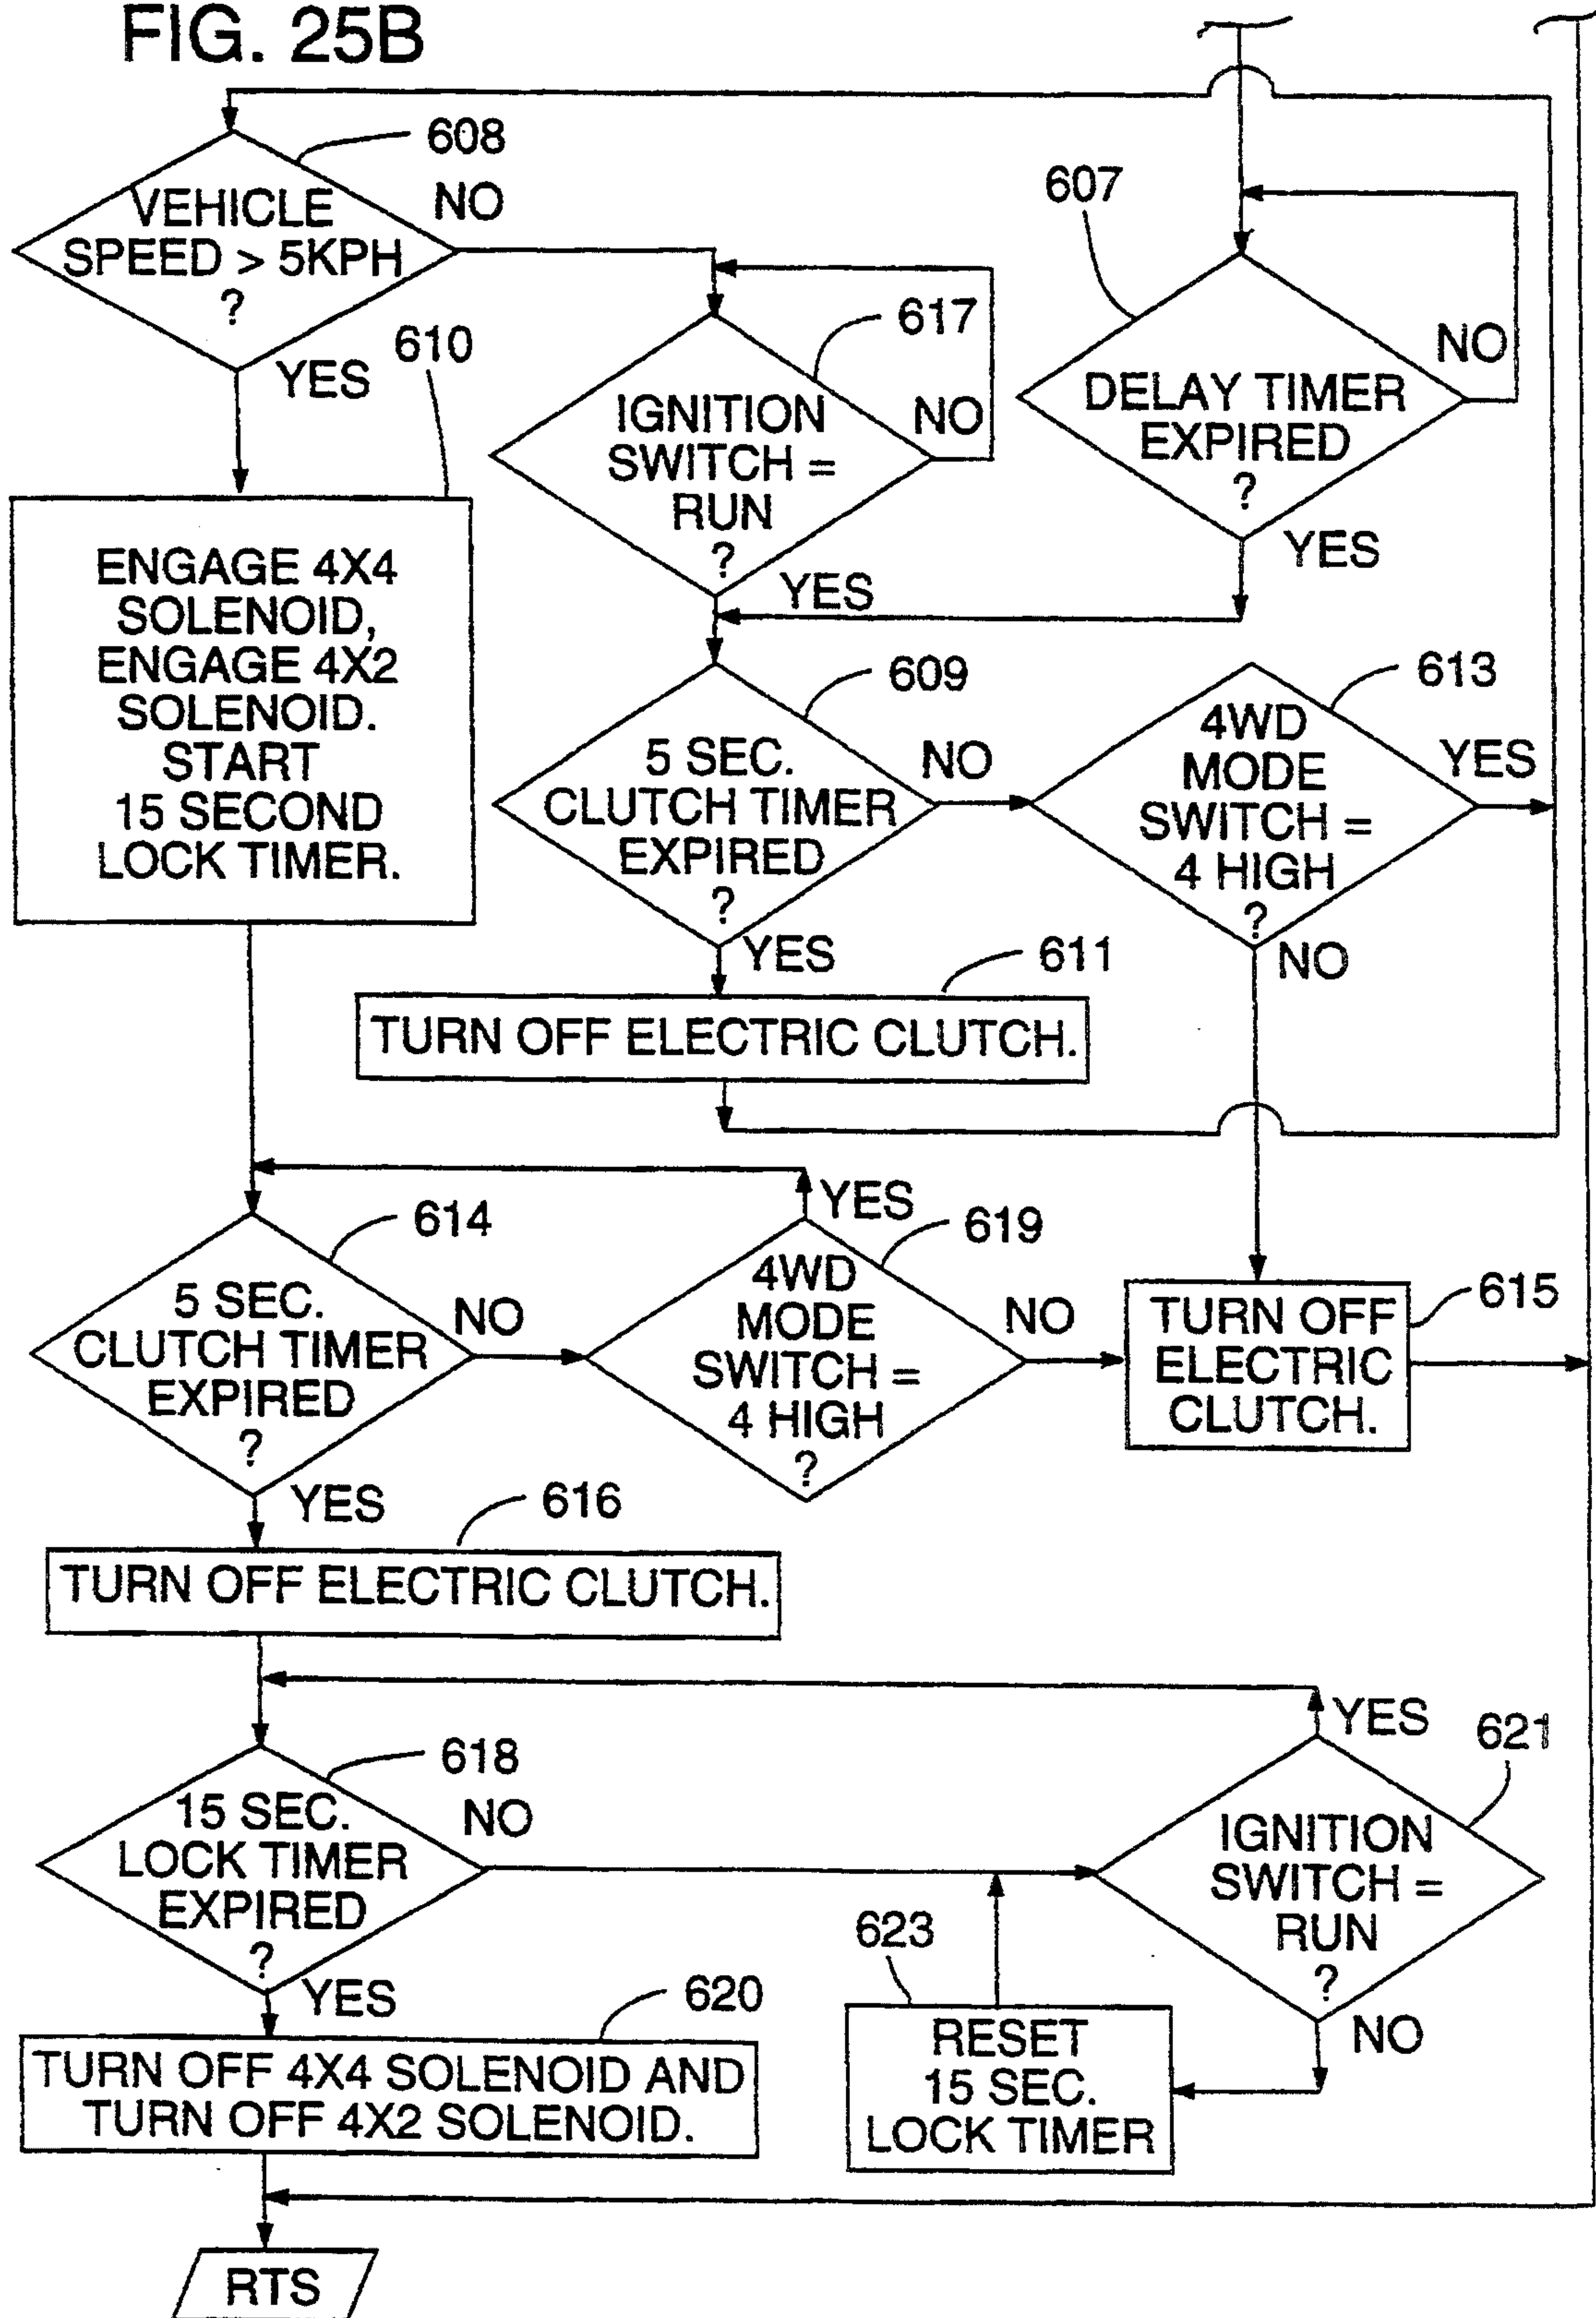 FIG. 25B
608
VEHICLE
SPEED > 5KPH
?
NO
YES
607
DELAY TIMER
EXPIRED
?
NO
YES
617
IGNITION
SWITCH =
RUN
?
NO
YES
610
ENGAGE 4X4
SOLENOID,
ENGAGE 4X2
SOLENOID.
START
15 SECOND
LOCK TIMER.
609
5 SEC.
CLUTCH TIMER
EXPIRED
?
NO
YES
613
4WD
MODE
SWITCH =
4 HIGH
?
YES
NO
611
TURN OFF ELECTRIC CLUTCH.
614
5 SEC.
CLUTCH TIMER
EXPIRED
?
NO
YES
619
4WD
MODE
SWITCH =
4 HIGH
?
YES
NO
615
TURN OFF
ELECTRIC
CLUTCH.
616
TURN OFF ELECTRIC CLUTCH.
618
15 SEC.
LOCK TIMER
EXPIRED
?
NO
YES
621
IGNITION
SWITCH =
RUN
?
YES
NO
623
RESET
15 SEC.
LOCK TIMER
620
TURN OFF 4X4 SOLENOID AND
TURN OFF 4X2 SOLENOID.
RTS